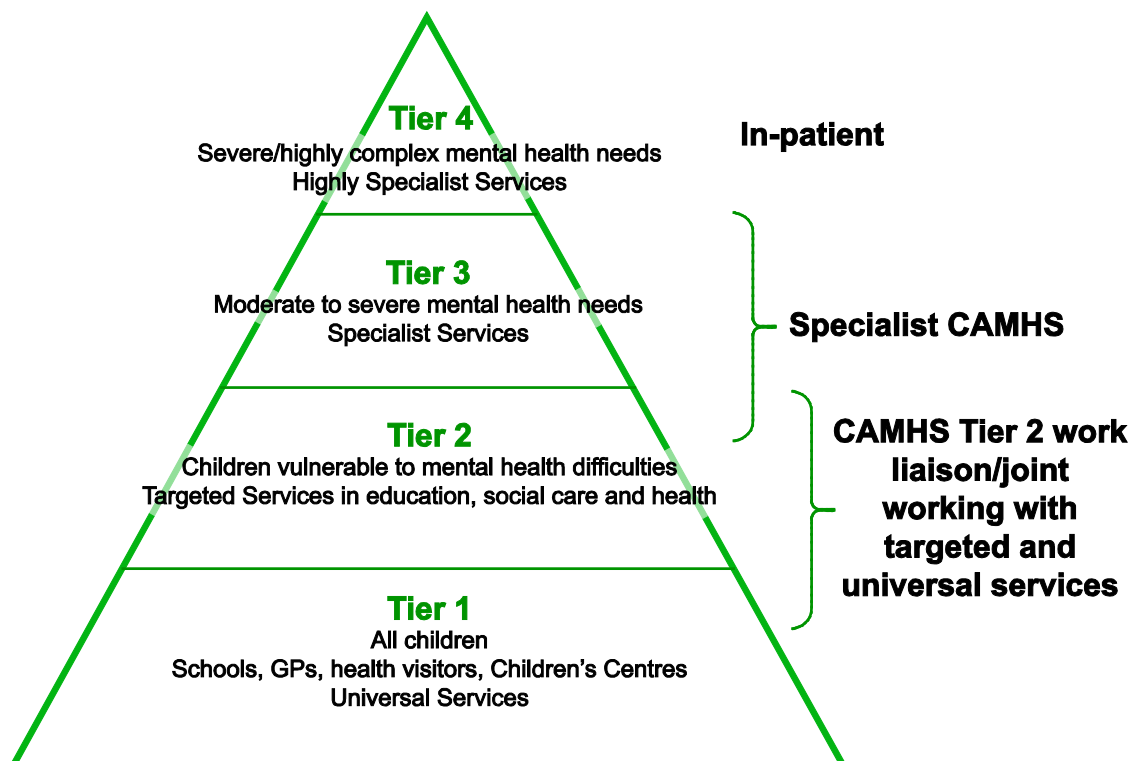 Tier 4
Severe/highly complex mental health needs
Highly Specialist Services
In-patient
Tier 3
Moderate to severe mental health needs
Specialist Services
Specialist CAMHS
Tier 2
Children vulnerable to mental health difficulties
Targeted Services in education, social care and health
CAMHS Tier 2 work
liaison/joint
working with
targeted and
universal services
Tier 1
All children
Schools, GPs, health visitors, Children’s Centres
Universal Services